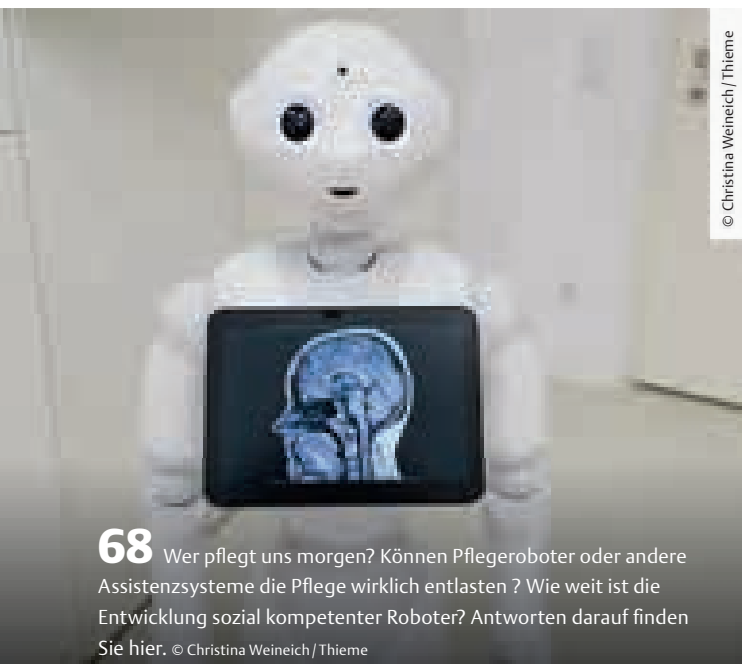 © Christina Weineich / Thieme
68 Wer pflegt uns morgen? Können Pflegeroboter oder andere
Assistenzsysteme die Pflege wirklich entlasten ? Wie weit ist die
Entwicklung sozial kompetenter Roboter? Antworten darauf finden
Sie hier. © Christina Weineich / Thieme